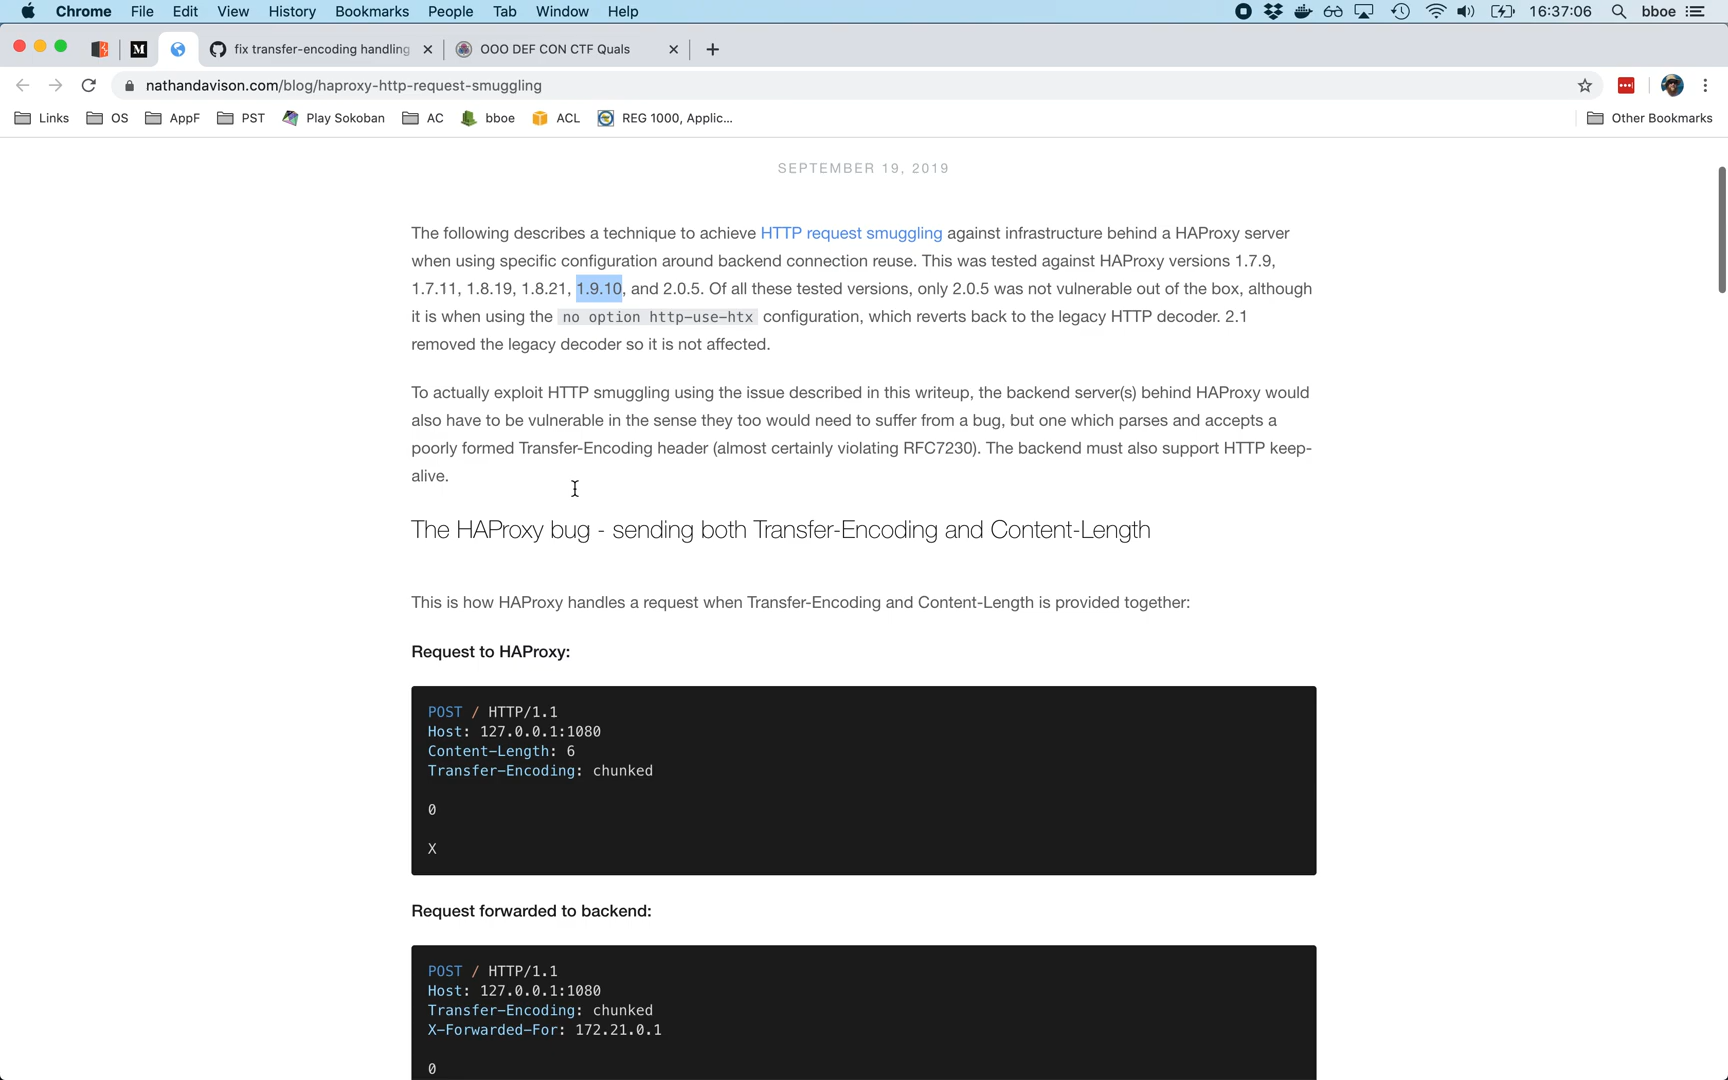 Chrome File Edit View History Bookmarks People Tab Window Help 16:37:06 bboe
M fix transfer-encoding handling OOO DEF CON CTF Quals
nathandavison.com/blog/haproxy-http-request-smuggling
Links OS AppF PST Play Sokoban AC bboe ACL REG 1000, Applic... Other Bookmarks
SEPTEMBER 19, 2019
The following describes a technique to achieve HTTP request smuggling against infrastructure behind a HAProxy server
when using specific configuration around backend connection reuse. This was tested against HAProxy versions 1.7.9,
1.7.11, 1.8.19, 1.8.21, 1.9.10, and 2.0.5. Of all these tested versions, only 2.0.5 was not vulnerable out of the box, although
it is when using the no option http-use-htx configuration, which reverts back to the legacy HTTP decoder. 2.1
removed the legacy decoder so it is not affected.
To actually exploit HTTP smuggling using the issue described in this writeup, the backend server(s) behind HAProxy would
also have to be vulnerable in the sense they too would need to suffer from a bug, but one which parses and accepts a
poorly formed Transfer-Encoding header (almost certainly violating RFC7230). The backend must also support HTTP keep-
alive.
The HAProxy bug - sending both Transfer-Encoding and Content-Length
This is how HAProxy handles a request when Transfer-Encoding and Content-Length is provided together:
Request to HAProxy:
POST / HTTP/1.1
Host: 127.0.0.1:1080
Content-Length: 6
Transfer-Encoding: chunked
0
X
Request forwarded to backend:
POST / HTTP/1.1
Host: 127.0.0.1:1080
Transfer-Encoding: chunked
X-Forwarded-For: 172.21.0.1
0